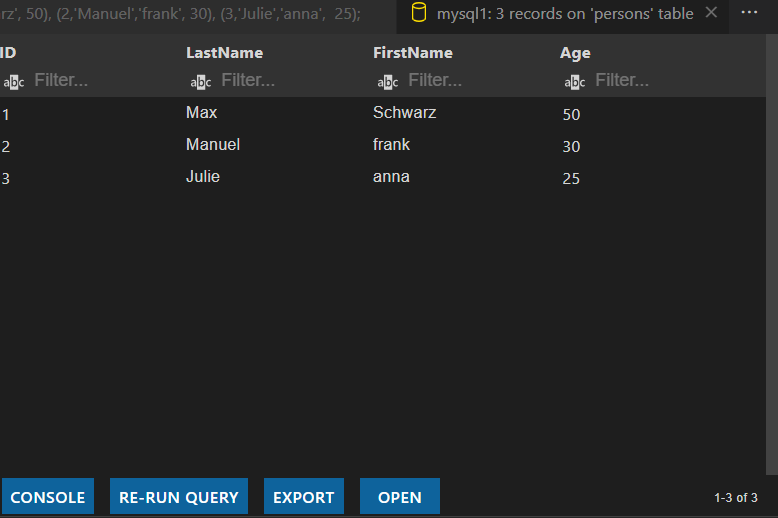 rz', 50), (2,'Manuel','frank', 30), (3,'Julie','anna',  25);
mysql1: 3 records on 'persons' table
ID LastName FirstName Age
abc Filter... abc Filter... abc Filter... abc Filter...
1 Max Schwarz 50
2 Manuel frank 30
3 Julie anna 25
CONSOLE RE-RUN QUERY EXPORT OPEN 1-3 of 3